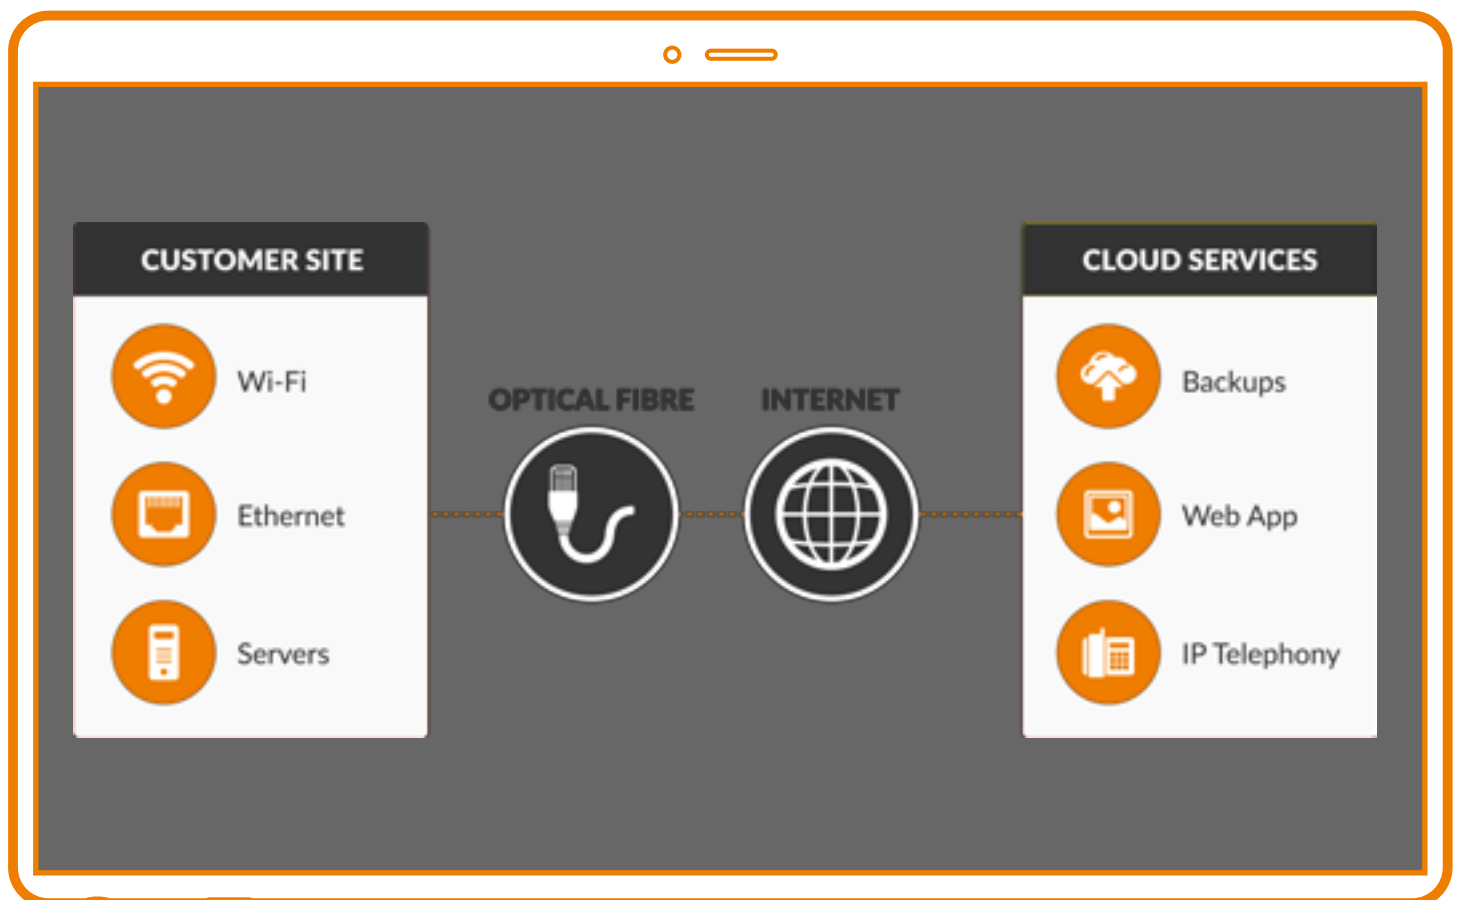 CUSTOMER SITE
Wi-Fi
Ethernet
Servers
OPTICAL FIBRE
INTERNET
CLOUD SERVICES
Backups
Web App
IP Telephony